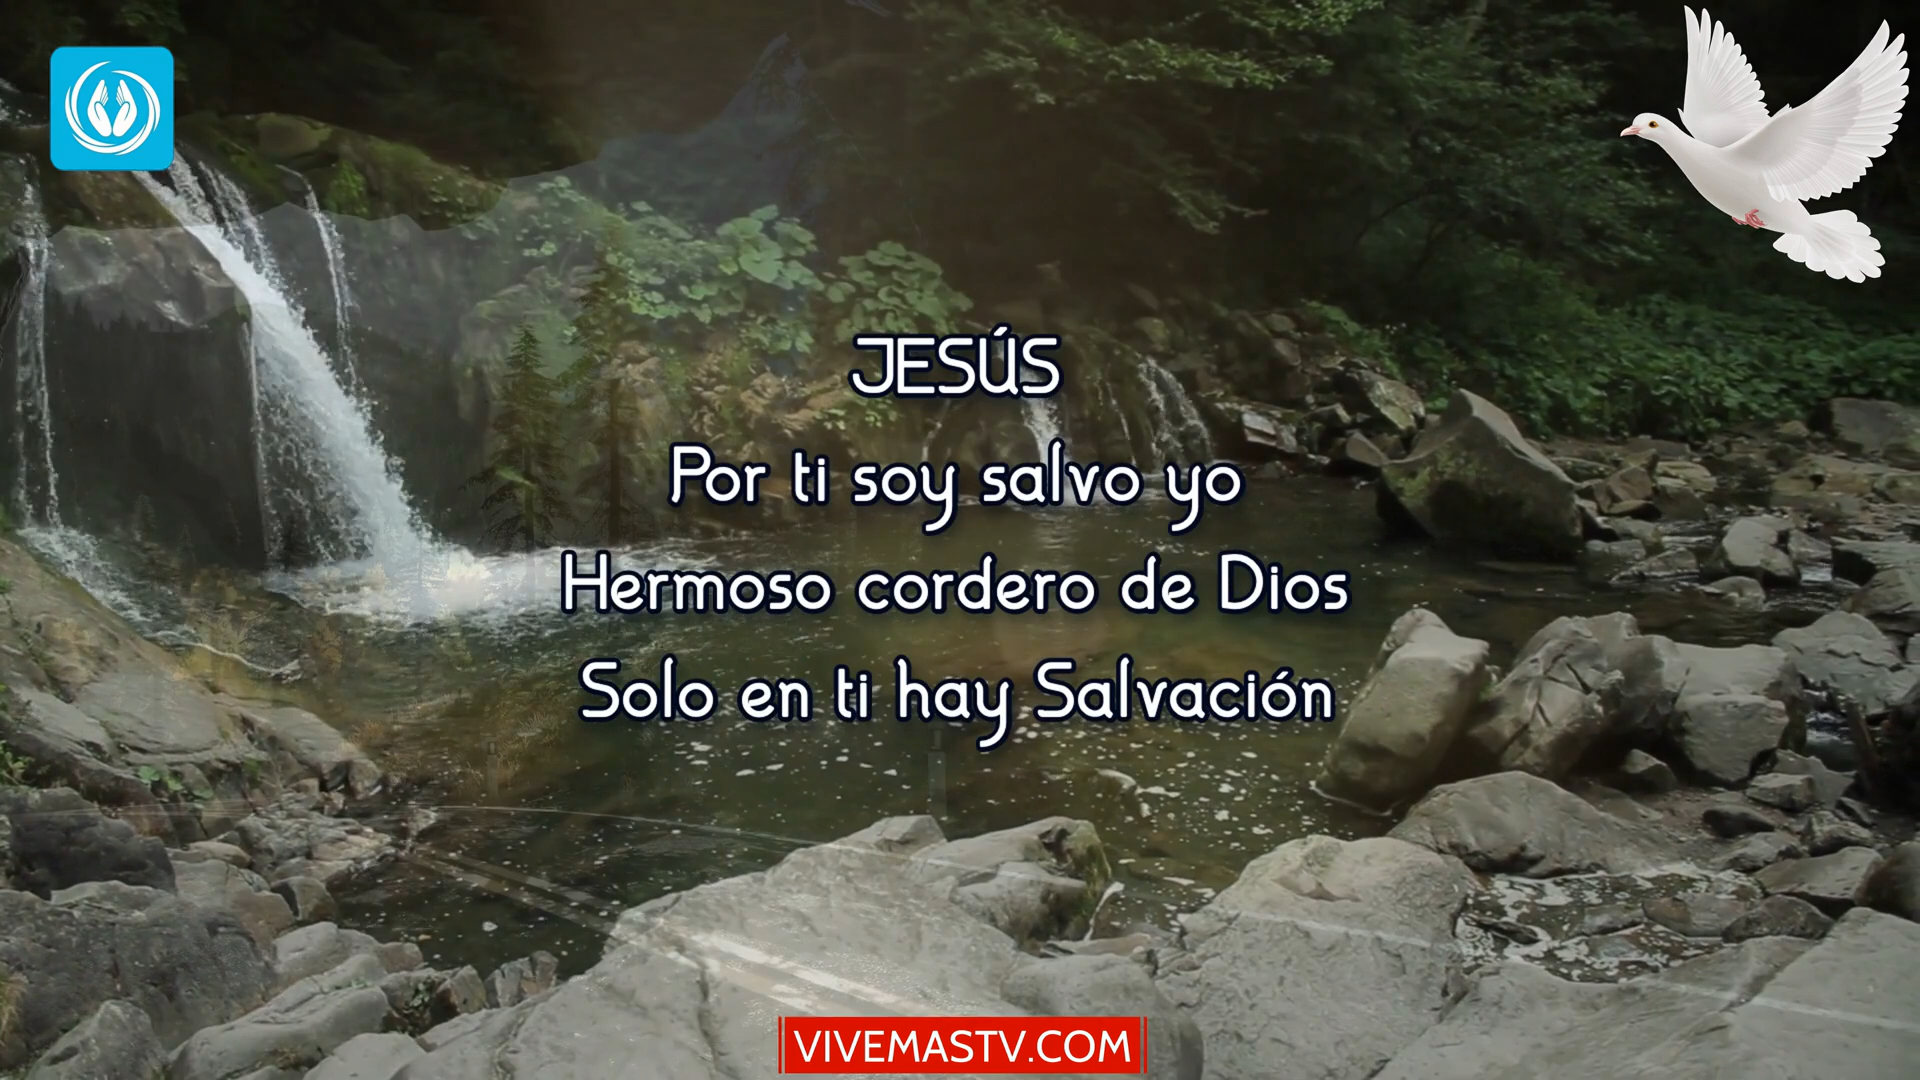 JESÚS
Por ti soy salvo yo
Hermoso cordero de Dios
Solo en ti hay Salvación
VIVEMASTV.COM